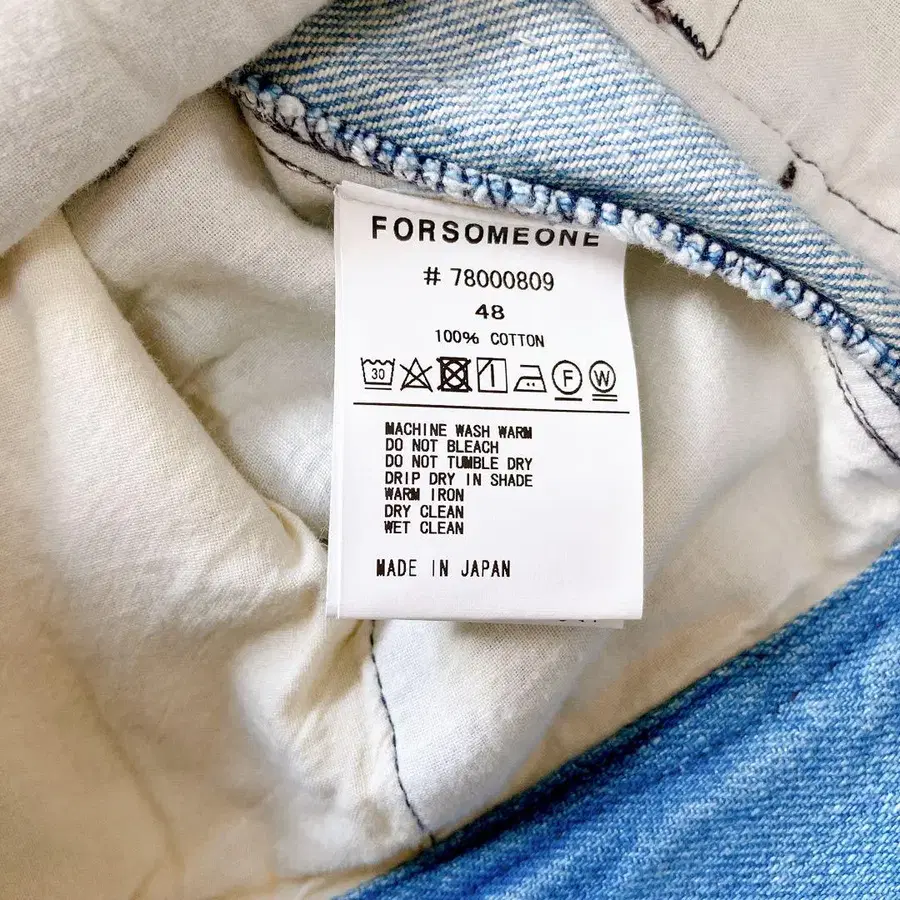 FORSOMEONE
# 78000809
48
100% COTTON
30 F W
MACHINE WASH WARM
DO NOT BLEACH
DO NOT TUMBLE DRY
DRIP DRY IN SHADE
WARM IRON
DRY CLEAN
WET CLEAN
MADE IN JAPAN